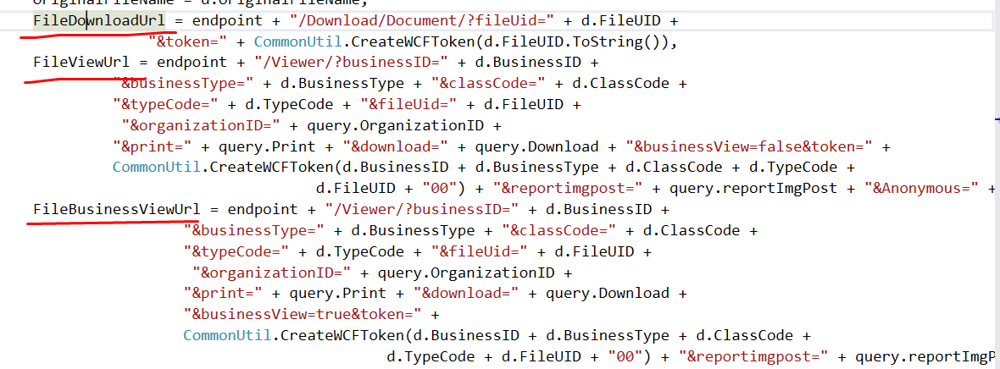 OriginalFileName = d.OriginalFileName,
FileDownloadUrl = endpoint + "/Download/Document/?fileUid=" + d.FileUID +
"&token=" + CommonUtil.CreateWCFToken(d.FileUID.ToString()),
FileViewUrl = endpoint + "/Viewer/?businessID=" + d.BusinessID +
"&businessType=" + d.BusinessType + "&classCode=" + d.ClassCode +
"&typeCode=" + d.TypeCode + "&fileUid=" + d.FileUID +
"&organizationID=" + query.OrganizationID +
"&print=" + query.Print + "&download=" + query.Download + "&businessView=false&token=" +
CommonUtil.CreateWCFToken(d.BusinessID + d.BusinessType + d.ClassCode + d.TypeCode +
d.FileUID + "00") + "&reportimgpost=" + query.reportImgPost + "&Anonymous=" +
FileBusinessViewUrl = endpoint + "/Viewer/?businessID=" + d.BusinessID +
"&businessType=" + d.BusinessType + "&classCode=" + d.ClassCode +
"&typeCode=" + d.TypeCode + "&fileUid=" + d.FileUID +
"&organizationID=" + query.OrganizationID +
"&print=" + query.Print + "&download=" + query.Download +
"&businessView=true&token=" +
CommonUtil.CreateWCFToken(d.BusinessID + d.BusinessType + d.ClassCode +
d.TypeCode + d.FileUID + "00") + "&reportimgpost=" + query.reportImgP